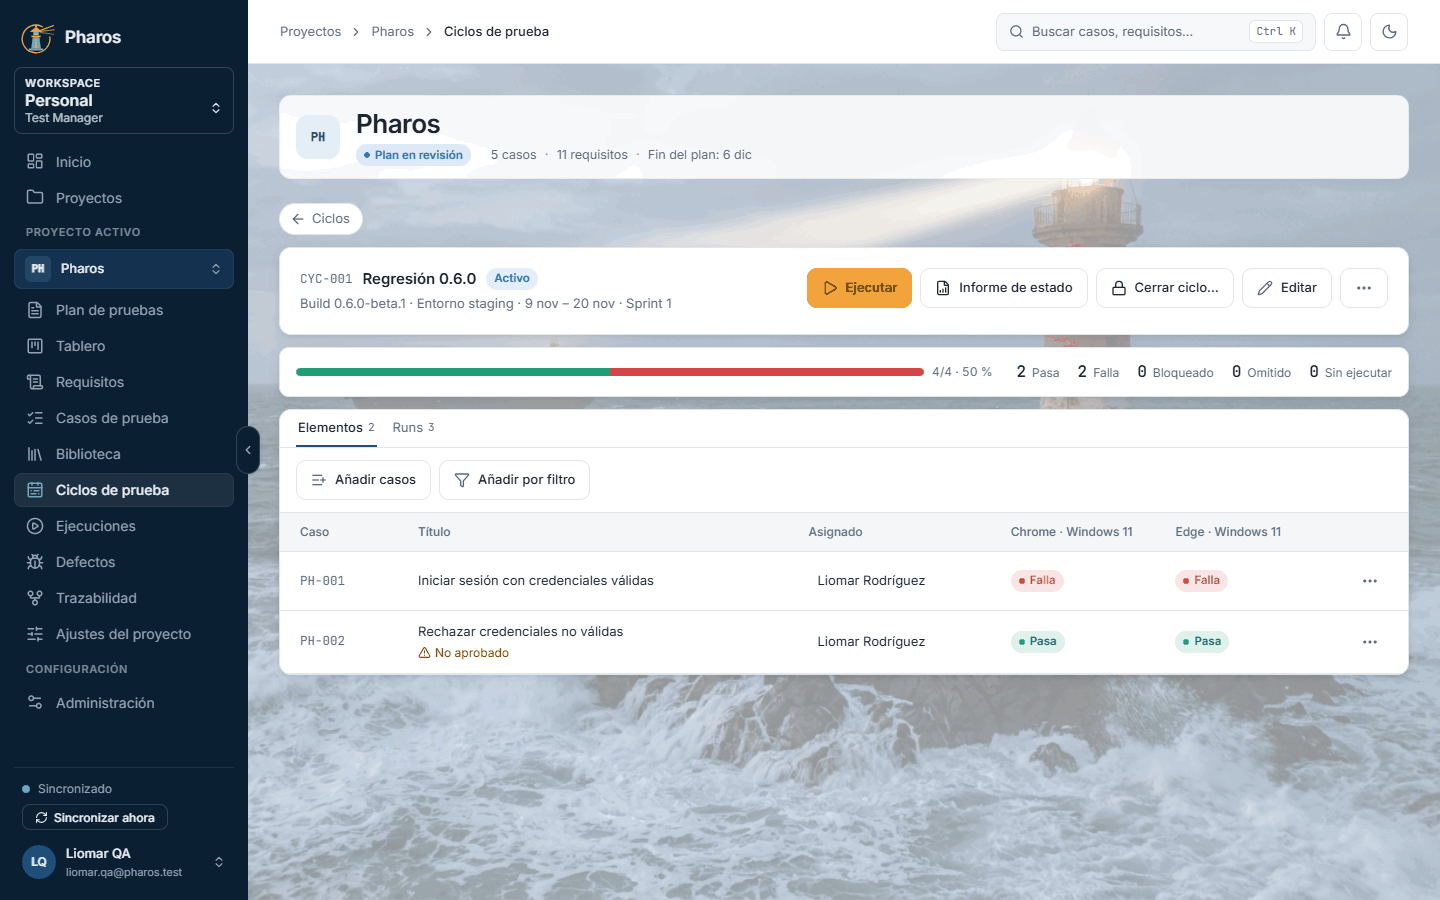 Pharos
WORKSPACE
Personal
Test Manager
Inicio
Proyectos
PROYECTO ACTIVO
PH Pharos
Plan de pruebas
Tablero
Requisitos
Casos de prueba
Biblioteca
Ciclos de prueba
Ejecuciones
Defectos
Trazabilidad
Ajustes del proyecto
CONFIGURACIÓN
Administración
Sincronizado
Sincronizar ahora
LQ Liomar QA
liomar.qa@pharos.test
Proyectos > Pharos > Ciclos de prueba
Buscar casos, requisitos... Ctrl K
PH Pharos
Plan en revisión 5 casos · 11 requisitos · Fin del plan: 6 dic
Ciclos
CYC-001 Regresión 0.6.0 Activo
Build 0.6.0-beta.1 · Entorno staging · 9 nov – 20 nov · Sprint 1
Ejecutar Informe de estado Cerrar ciclo... Editar
4/4 · 50 % 2 Pasa 2 Falla 0 Bloqueado 0 Omitido 0 Sin ejecutar
Elementos 2 Runs 3
Añadir casos Añadir por filtro
Caso Título Asignado Chrome · Windows 11 Edge · Windows 11
PH-001 Iniciar sesión con credenciales válidas Liomar Rodríguez Falla Falla
PH-002 Rechazar credenciales no válidas Liomar Rodríguez Pasa Pasa
No aprobado